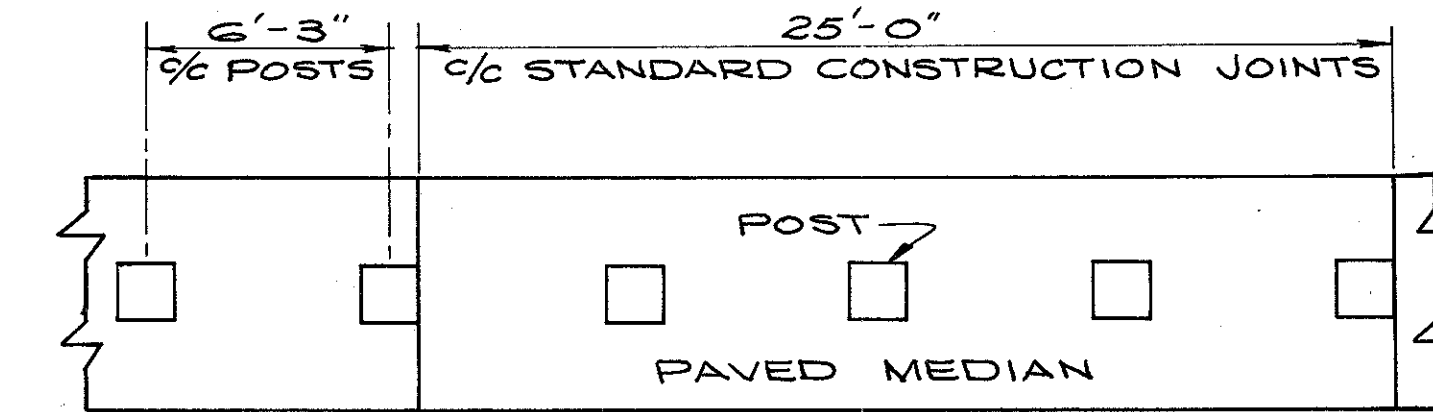 6'-3"
c/c POSTS
25'-0"
c/c STANDARD CONSTRUCTION JOINTS
POST
PAVED MEDIAN